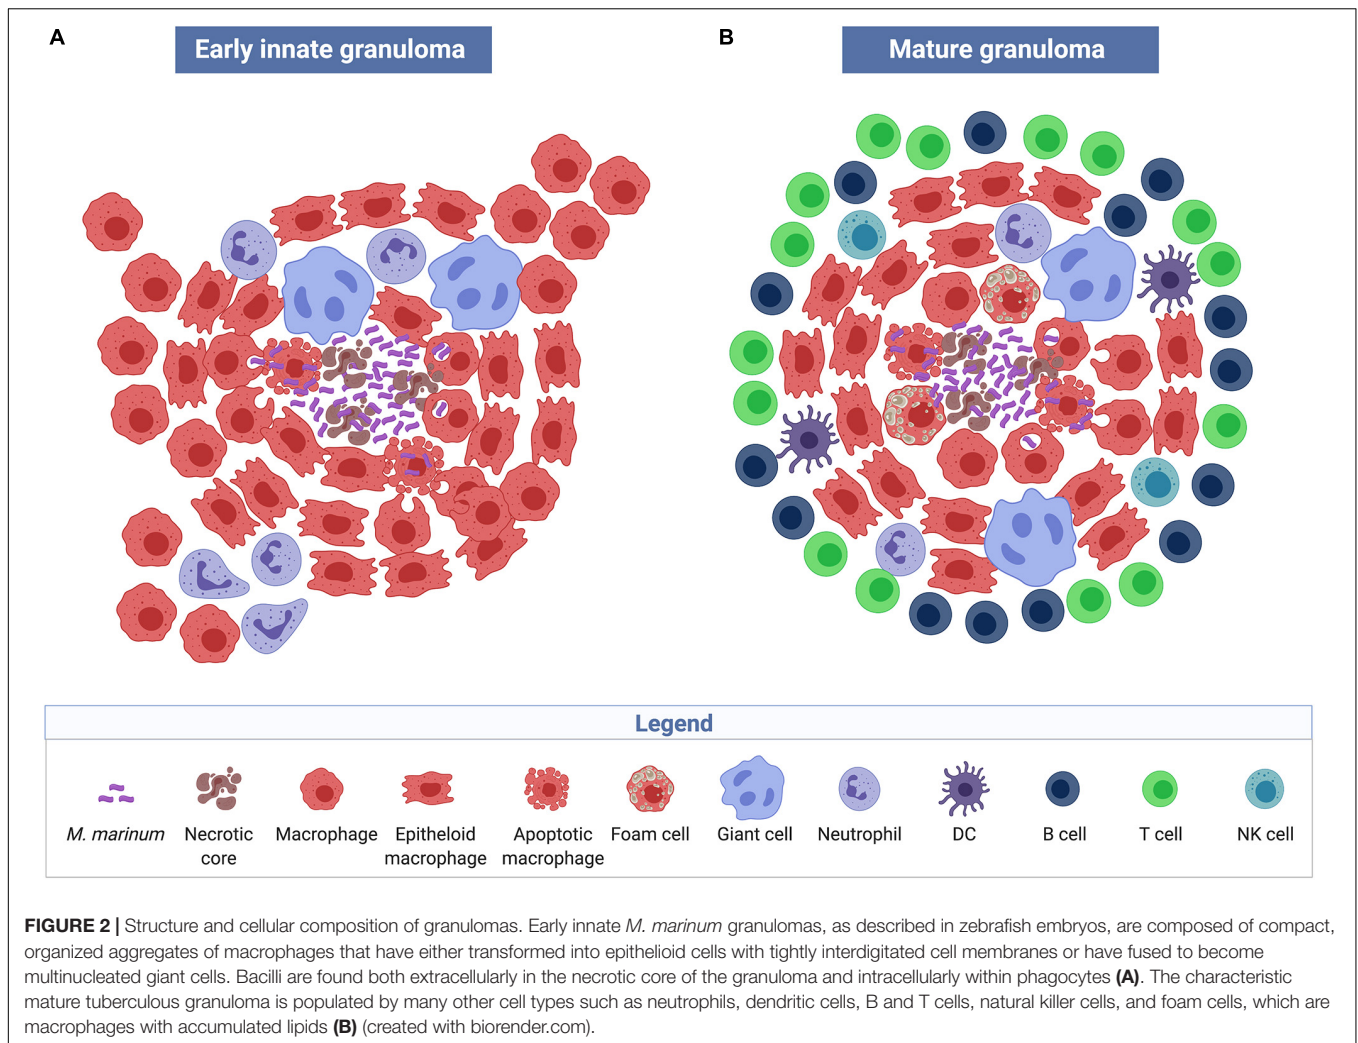 A
Early innate granuloma
B
Mature granuloma
Legend
M. marinum
Necrotic
core
Macrophage
Epitheloid
macrophage
Apoptotic
macrophage
Foam cell
Giant cell
Neutrophil
DC
B cell
T cell
NK cell
FIGURE 2 | Structure and cellular composition of granulomas. Early innate M. marinum granulomas, as described in zebrafish embryos, are composed of compact,
organized aggregates of macrophages that have either transformed into epithelioid cells with tightly interdigitated cell membranes or have fused to become
multinucleated giant cells. Bacilli are found both extracellularly in the necrotic core of the granuloma and intracellularly within phagocytes (A). The characteristic
mature tuberculous granuloma is populated by many other cell types such as neutrophils, dendritic cells, B and T cells, natural killer cells, and foam cells, which are
macrophages with accumulated lipids (B) (created with biorender.com).